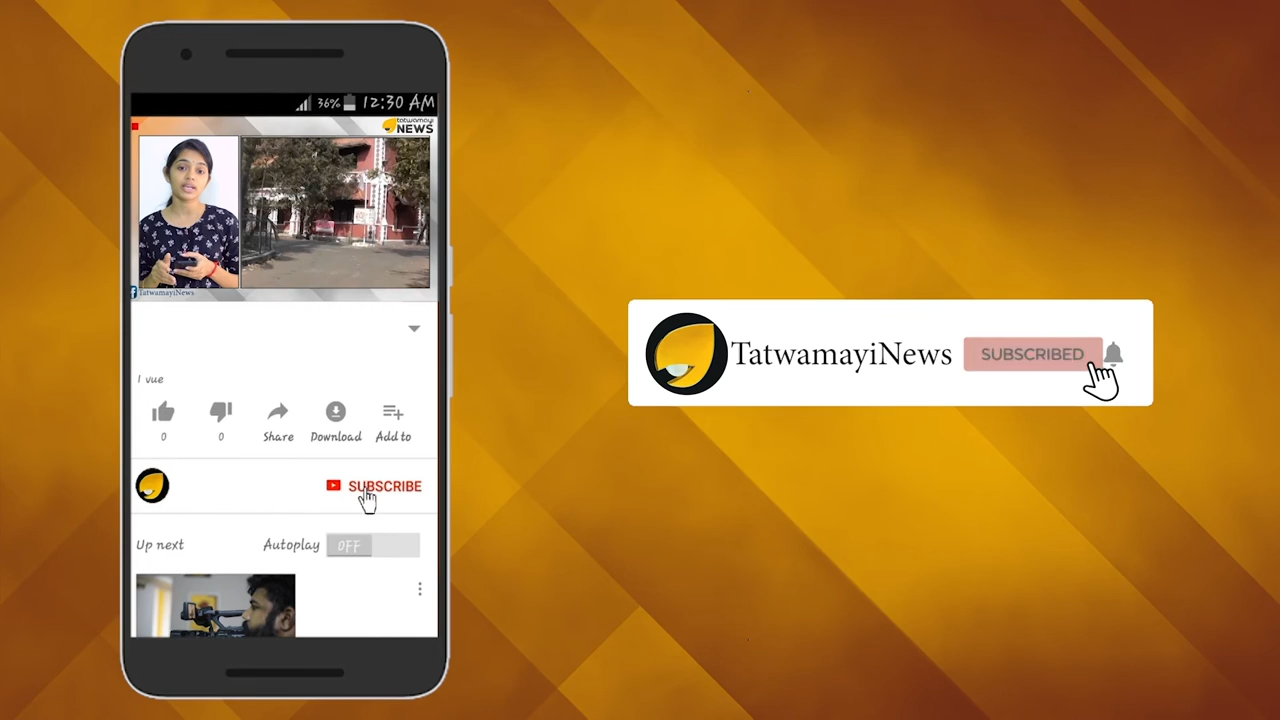 36% 12:30 AM
tatwamayi
NEWS
TatwamayiNews
1 vue
0 0 Share Download Add to
SUBSCRIBE
Up next Autoplay OFF
TatwamayiNews SUBSCRIBED